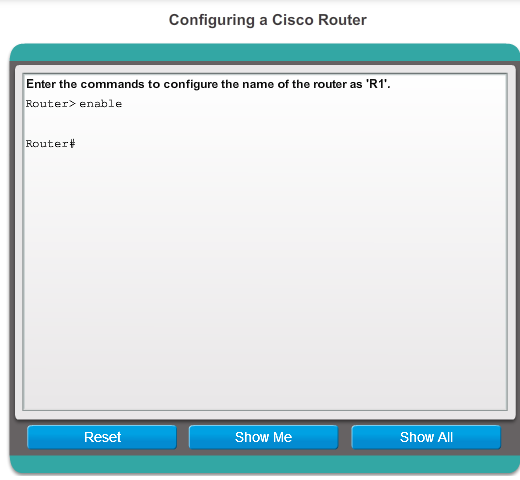 Configuring a Cisco Router
Enter the commands to configure the name of the router as 'R1'.
Router> enable
Router#
Reset
Show Me
Show All